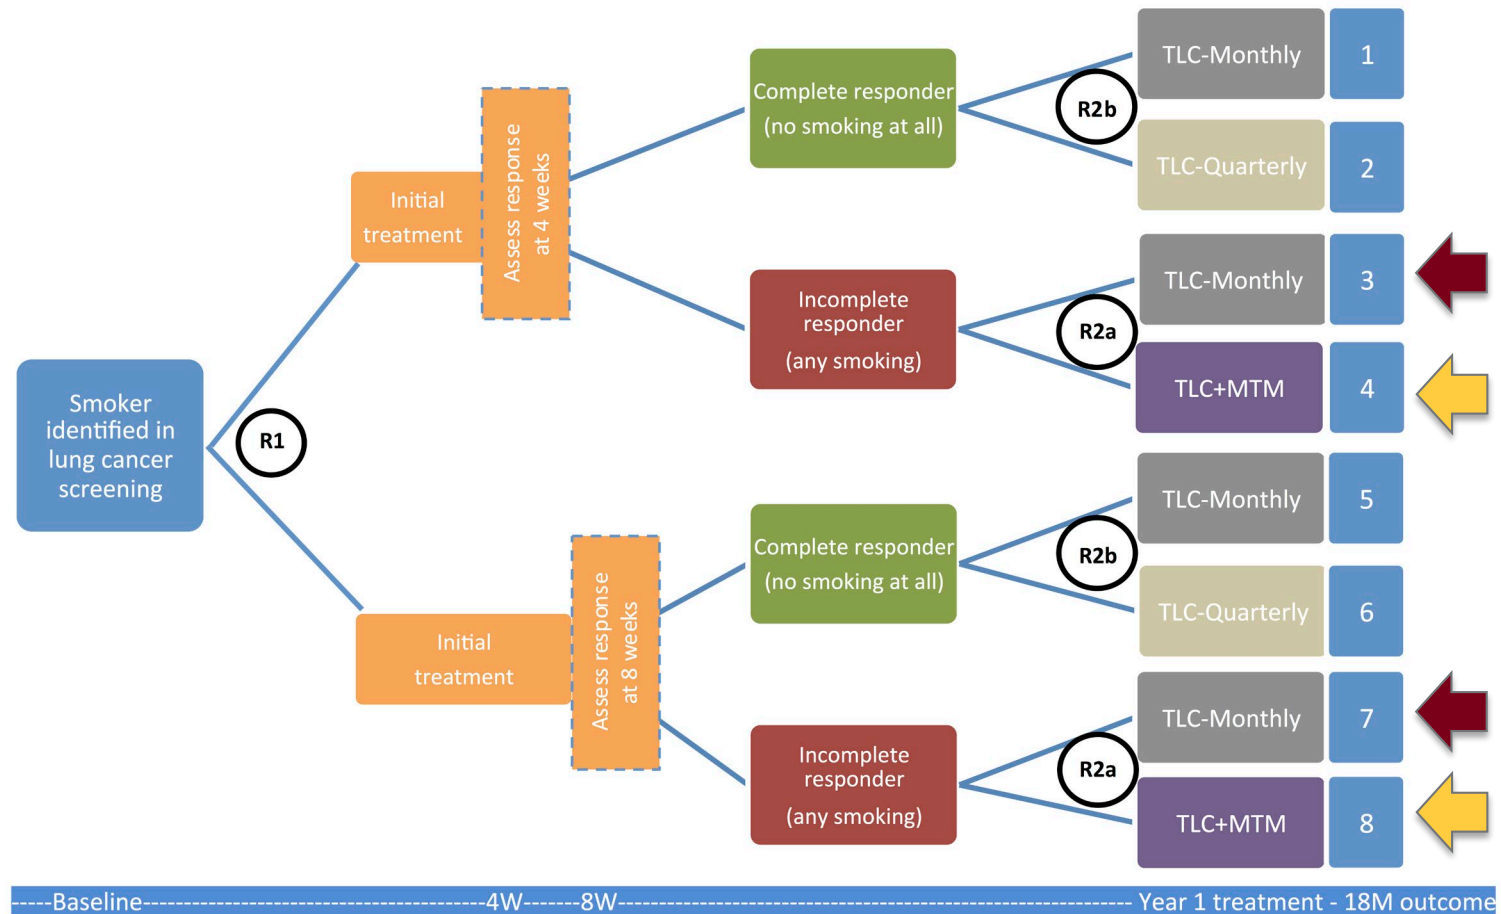 Smoker
identified in
lung cancer
screening
R1
Initial
treatment
Assess response
at 4 weeks
Complete responder
(no smoking at all)
R2b
TLC-Monthly
1
TLC-Quarterly
2
Incomplete
responder
(any smoking)
R2a
TLC-Monthly
3
TLC+MTM
4
Initial
treatment
Assess response
at 8 weeks
Complete responder
(no smoking at all)
R2b
TLC-Monthly
5
TLC-Quarterly
6
Incomplete
responder
(any smoking)
R2a
TLC-Monthly
7
TLC+MTM
8
-----Baseline------------------------------------------4W-------8W---------------------------------------------------------------- Year 1 treatment - 18M outcome